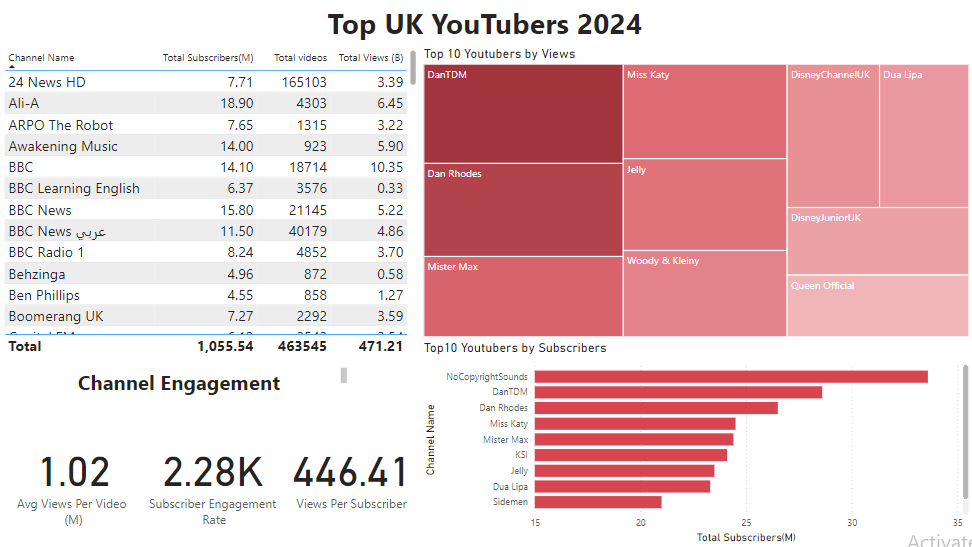 Top UK YouTubers 2024
Channel Name Total Subscribers(M) Total videos Total Views (B)
24 News HD 7.71 165103 3.39
Ali-A 18.90 4303 6.45
ARPO The Robot 7.65 1315 3.22
Awakening Music 14.00 923 5.90
BBC 14.10 18714 10.35
BBC Learning English 6.37 3576 0.33
BBC News 15.80 21145 5.22
BBC News عربي 11.50 40179 4.86
BBC Radio 1 8.24 4852 3.70
Behzinga 4.96 872 0.58
Ben Phillips 4.55 858 1.27
Boomerang UK 7.27 2292 3.59
Total 1,055.54 463545 471.21
Top 10 Youtubers by Views
DanTDM
Dan Rhodes
Mister Max
Miss Katy
Jelly
Woody & Kleiny
DisneyChannelUK
Dua Lipa
DisneyJuniorUK
Queen Official
Channel Engagement
1.02
Avg Views Per Video
(M)
2.28K
Subscriber Engagement
Rate
446.41
Views Per Subscriber
Top10 Youtubers by Subscribers
Channel Name
NoCopyrightSounds
DanTDM
Dan Rhodes
Miss Katy
Mister Max
KSI
Jelly
Dua Lipa
Sidemen
15 20 25 30 35
Total Subscribers(M)
Activate